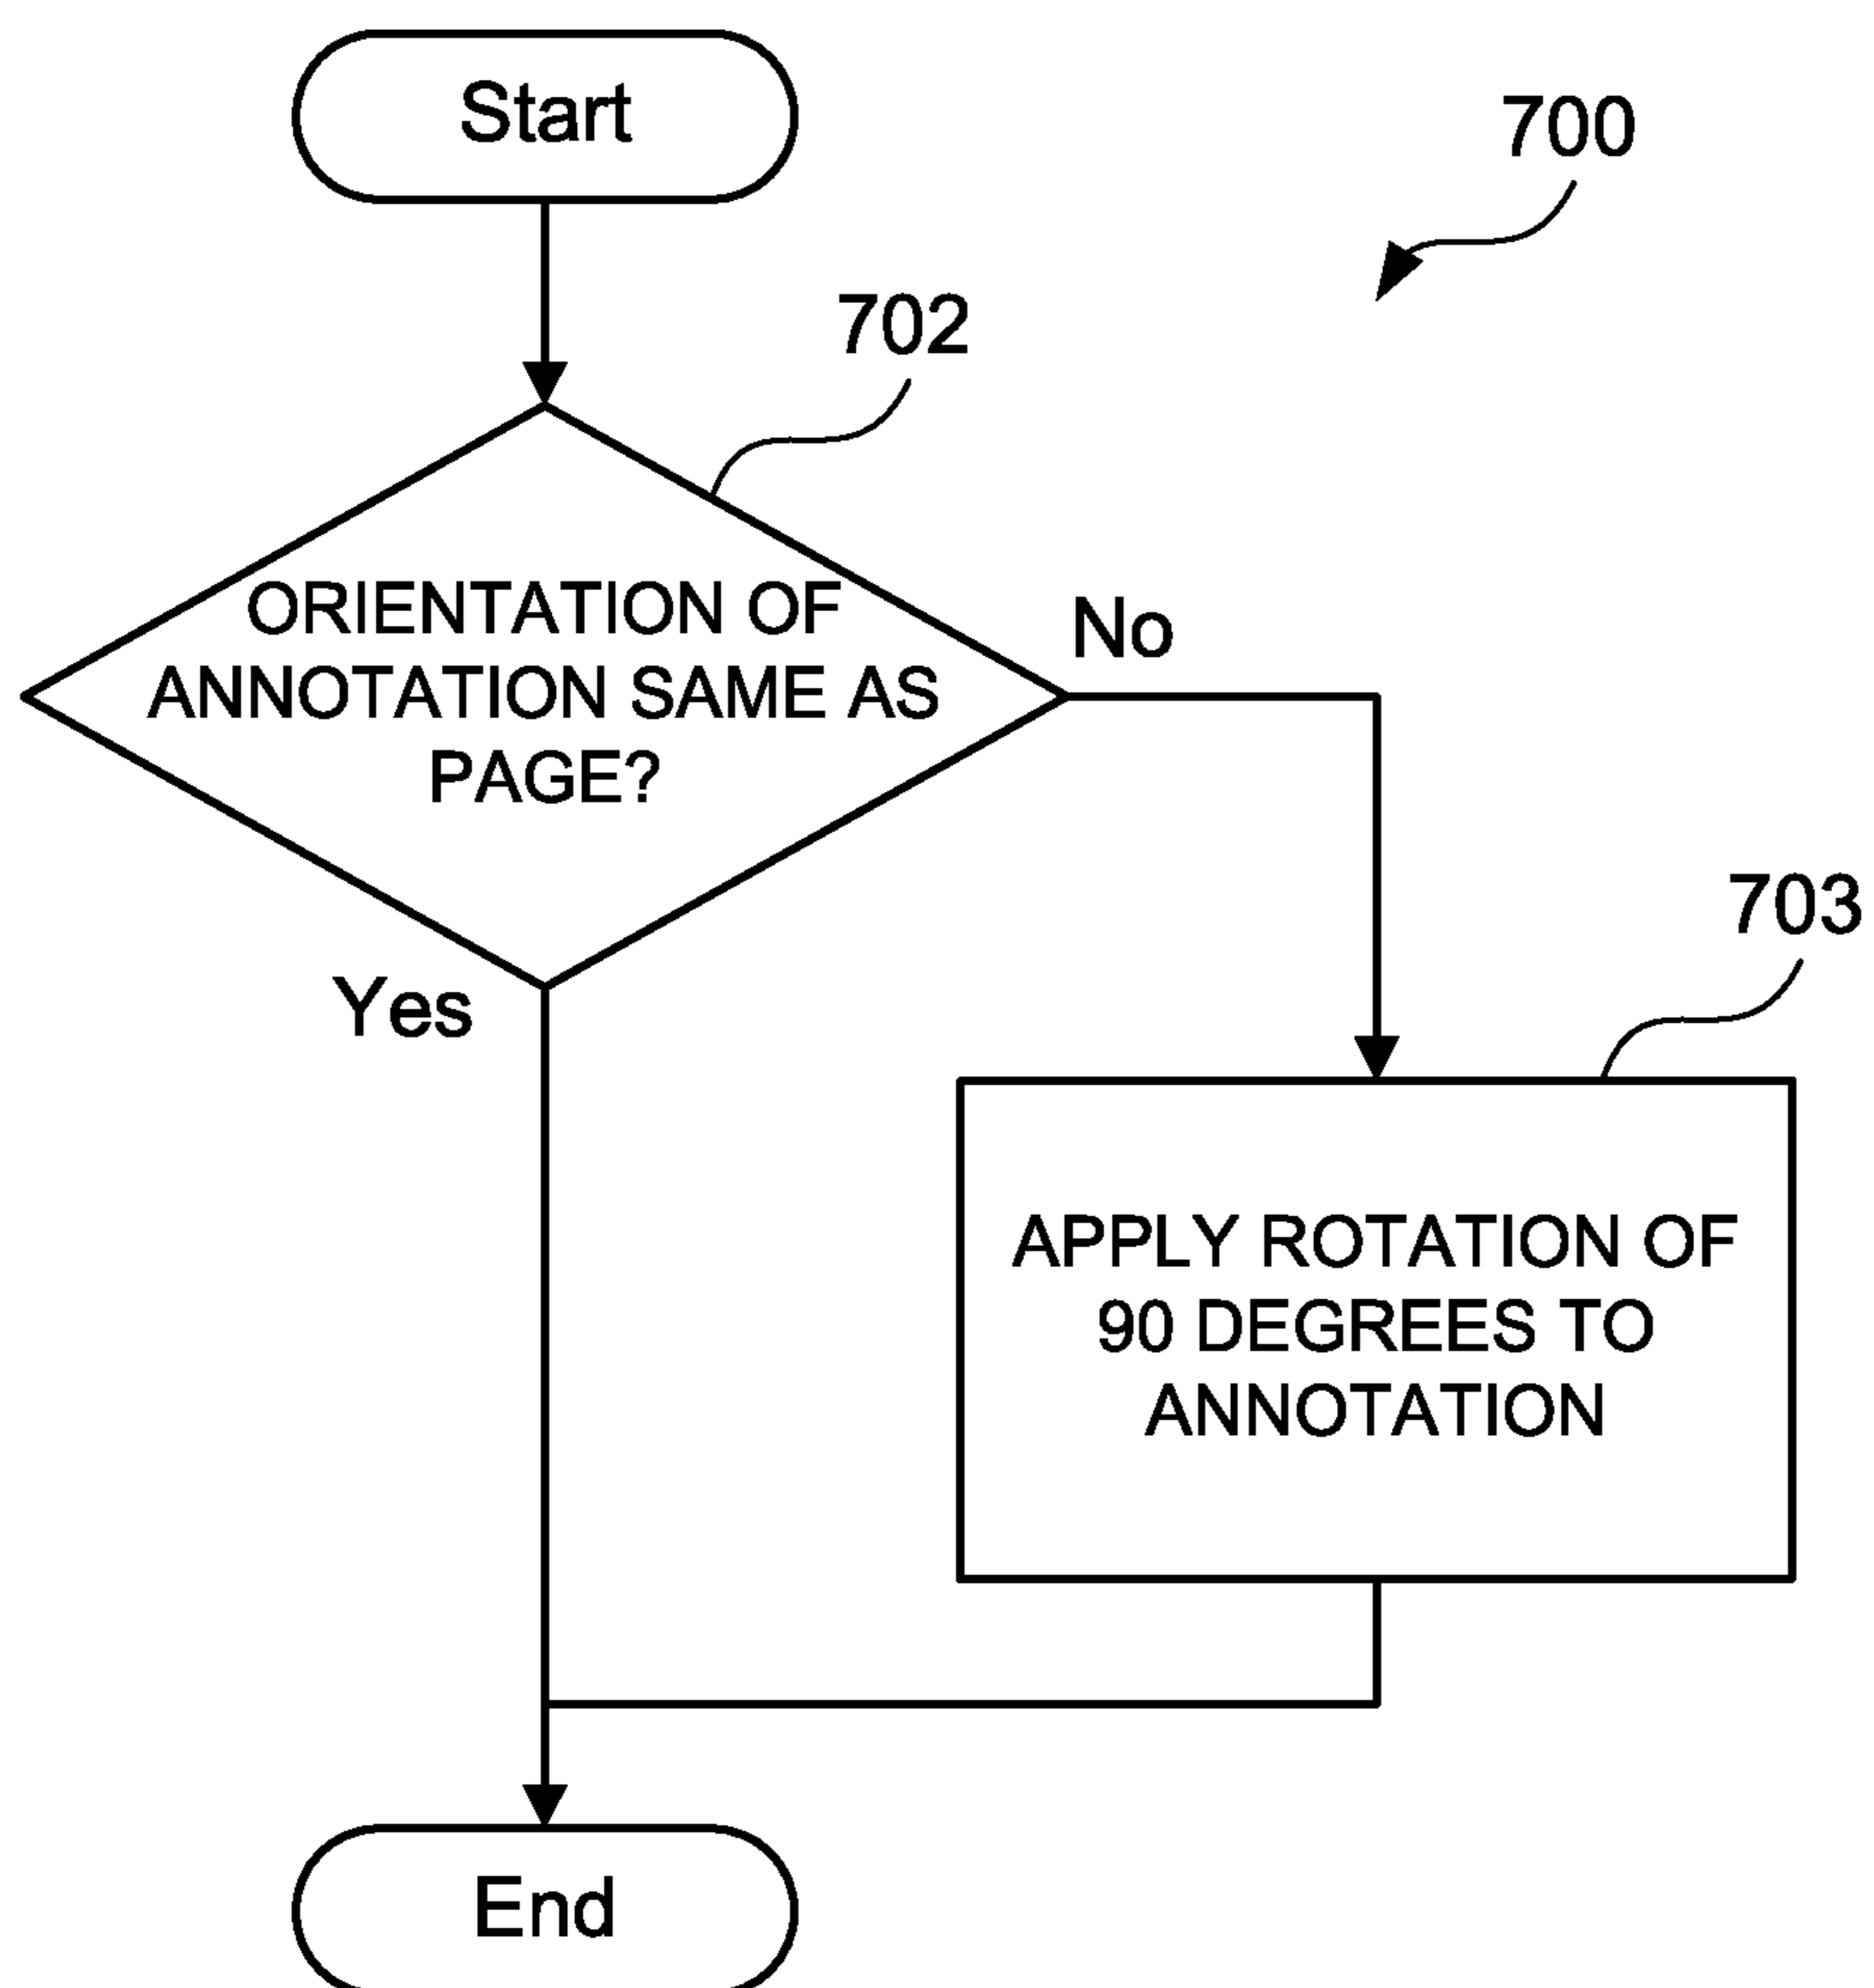 Start
700
702
ORIENTATION OF
ANNOTATION SAME AS
PAGE?
No
Yes
703
APPLY ROTATION OF
90 DEGREES TO
ANNOTATION
End